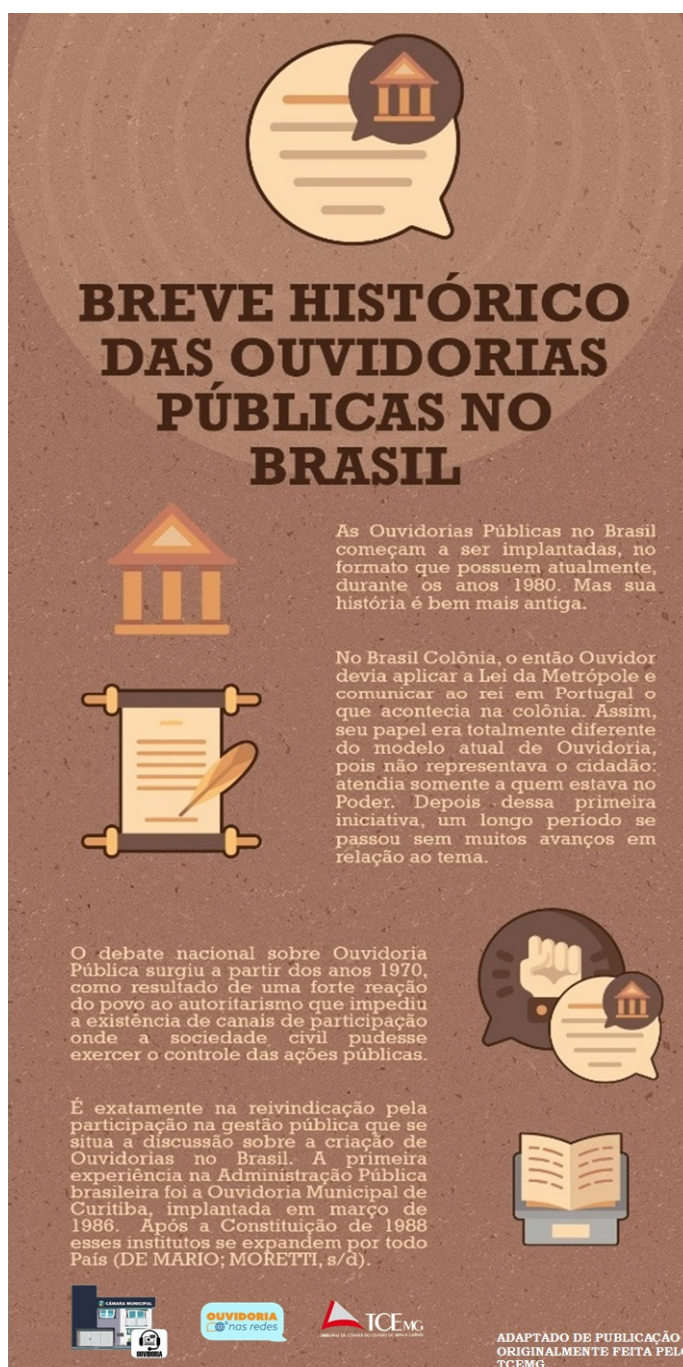 BREVE HISTÓRICO
DAS OUVIDORIAS
PÚBLICAS NO
BRASIL
As Ouvidorias Públicas no Brasil
começam a ser implantadas, no
formato que possuem atualmente,
durante os anos 1980. Mas sua
história é bem mais antiga.
No Brasil Colônia, o então Ouvidor
devia aplicar a Lei da Metrópole e
comunicar ao rei em Portugal o
que acontecia na colônia. Assim,
seu papel era totalmente diferente
do modelo atual de Ouvidoria,
pois não representava o cidadão:
atendia somente a quem estava no
Poder. Depois dessa primeira
iniciativa, um longo período se
passou sem muitos avanços em
relação ao tema.
O debate nacional sobre Ouvidoria
Pública surgiu a partir dos anos 1970,
como resultado de uma forte reação
do povo ao autoritarismo que impediu
a existência de canais de participação
onde a sociedade civil pudesse
exercer o controle das ações públicas.
É exatamente na reivindicação pela
participação na gestão pública que se
situa a discussão sobre a criação de
Ouvidorias no Brasil. A primeira
experiência na Administração Pública
brasileira foi a Ouvidoria Municipal de
Curitiba, implantada em março de
1986. Após a Constituição de 1988
esses institutos se expandem por todo
País (DE MARIO; MORETTI, s/d).
CÂMARA MUNICIPAL
OUVIDORIA
OUVIDORIA
nas redes
TCEMG
TRIBUNAL DE CONTAS DO ESTADO DE MINAS GERAIS
ADAPTADO DE PUBLICAÇÃO
ORIGINALMENTE FEITA PEL
TCEMG